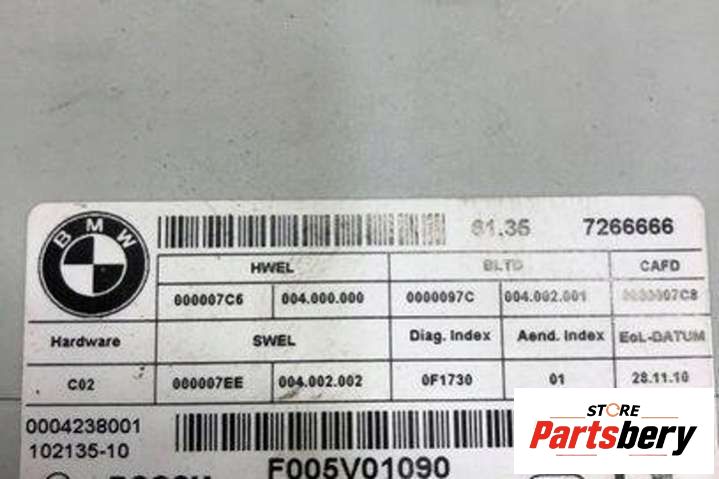 BMW
61.35 7266666
HWEL BLTD CAFD
000007C6 004.000.000 0000097C 004.002.001 000007C8
Hardware SWEL Diag. Index Aend. Index EoL-DATUM
C02 000007EE 004.002.002 0F1730 01 28.11.10
0004238001
102135-10
F005V01090
BOSCH
STORE
Partsbery